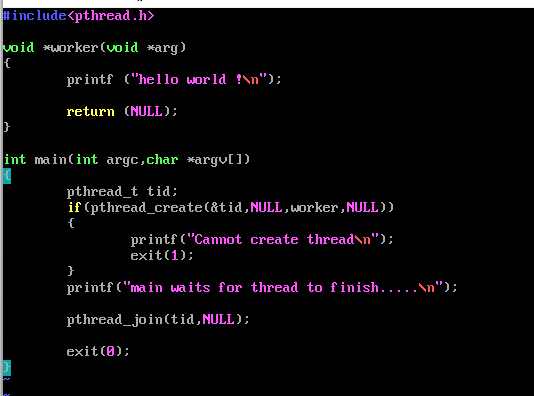 #include<pthread.h>
void *worker(void *arg)
{
printf ("hello world !\n");
return (NULL);
}
int main(int argc,char *argv[])
{
pthread_t tid;
if(pthread_create(&tid,NULL,worker,NULL))
{
printf("Cannot create thread\n");
exit(1);
}
printf("main waits for thread to finish.....\n");
pthread_join(tid,NULL);
exit(0);
}
~
~